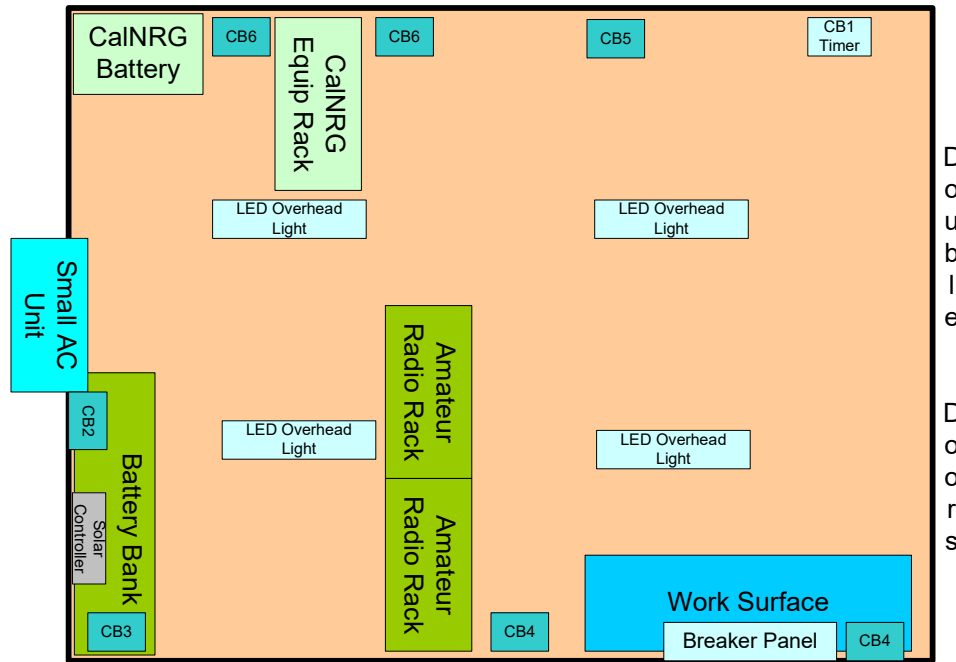 CalNRG
Battery
CB6
CalNRG
Equip Rack
CB6
CB5
CB1
Timer
LED Overhead
Light
LED Overhead
Light
Double
Small AC
Unit
Amateur
Radio Rack
CB2
LED Overhead
Light
LED Overhead
Light
Doors
Battery Bank
Solar
Controller
Amateur
Radio Rack
Work Surface
CB3
CB4
Breaker Panel
CB4